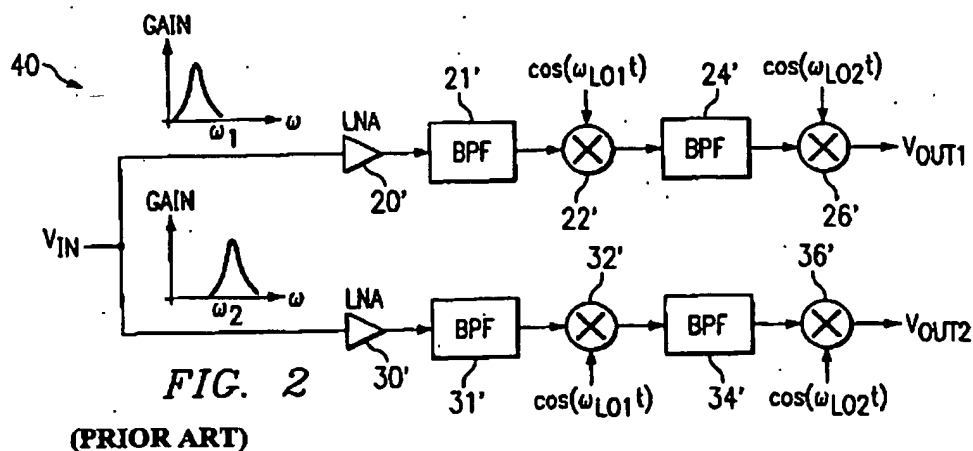 GAIN
40
ω1
ω
LNA
20'
21'
BPF
cos(ωLO1t)
22'
24'
BPF
cos(ωLO2t)
26'
VOUT1
VIN
GAIN
ω2
ω
LNA
30'
BPF
31'
32'
cos(ωLO1t)
BPF
34'
36'
cos(ωLO2t)
VOUT2
FIG. 2
(PRIOR ART)